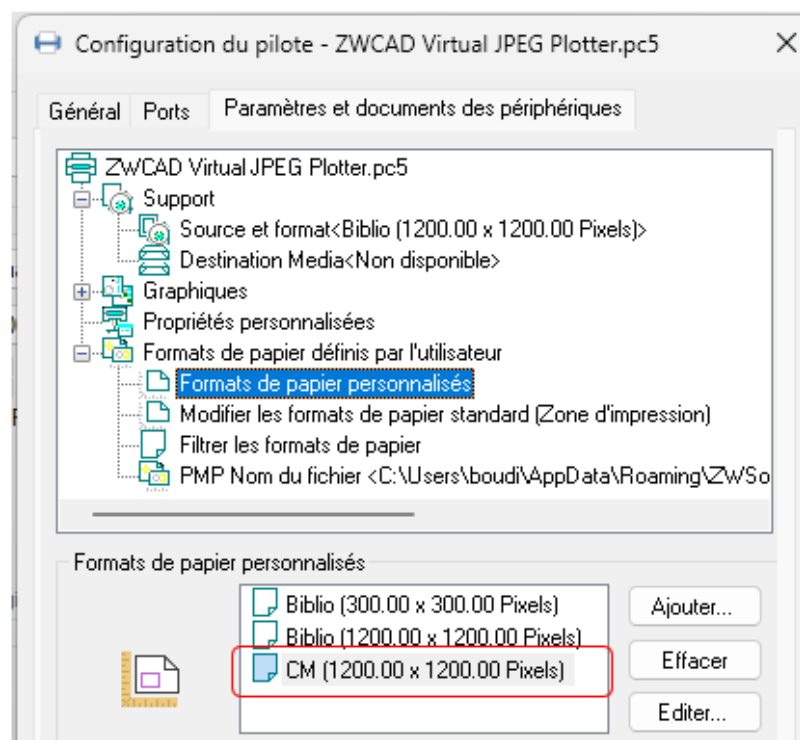 Configuration du pilote - ZWCAD Virtual JPEG Plotter.pc5
Général Ports Paramètres et documents des périphériques
ZWCAD Virtual JPEG Plotter.pc5
Support
Source et format<Biblio (1200.00 x 1200.00 Pixels)>
Destination Media<Non disponible>
Graphiques
Propriétés personnalisées
Formats de papier définis par l'utilisateur
Formats de papier personnalisés
Modifier les formats de papier standard (Zone d'impression)
Filtrer les formats de papier
PMP Nom du fichier <C:\Users\boudi\AppData\Roaming\ZWSo
Formats de papier personnalisés
Biblio (300.00 x 300.00 Pixels)
Biblio (1200.00 x 1200.00 Pixels)
CM (1200.00 x 1200.00 Pixels)
Ajouter...
Effacer
Editer...